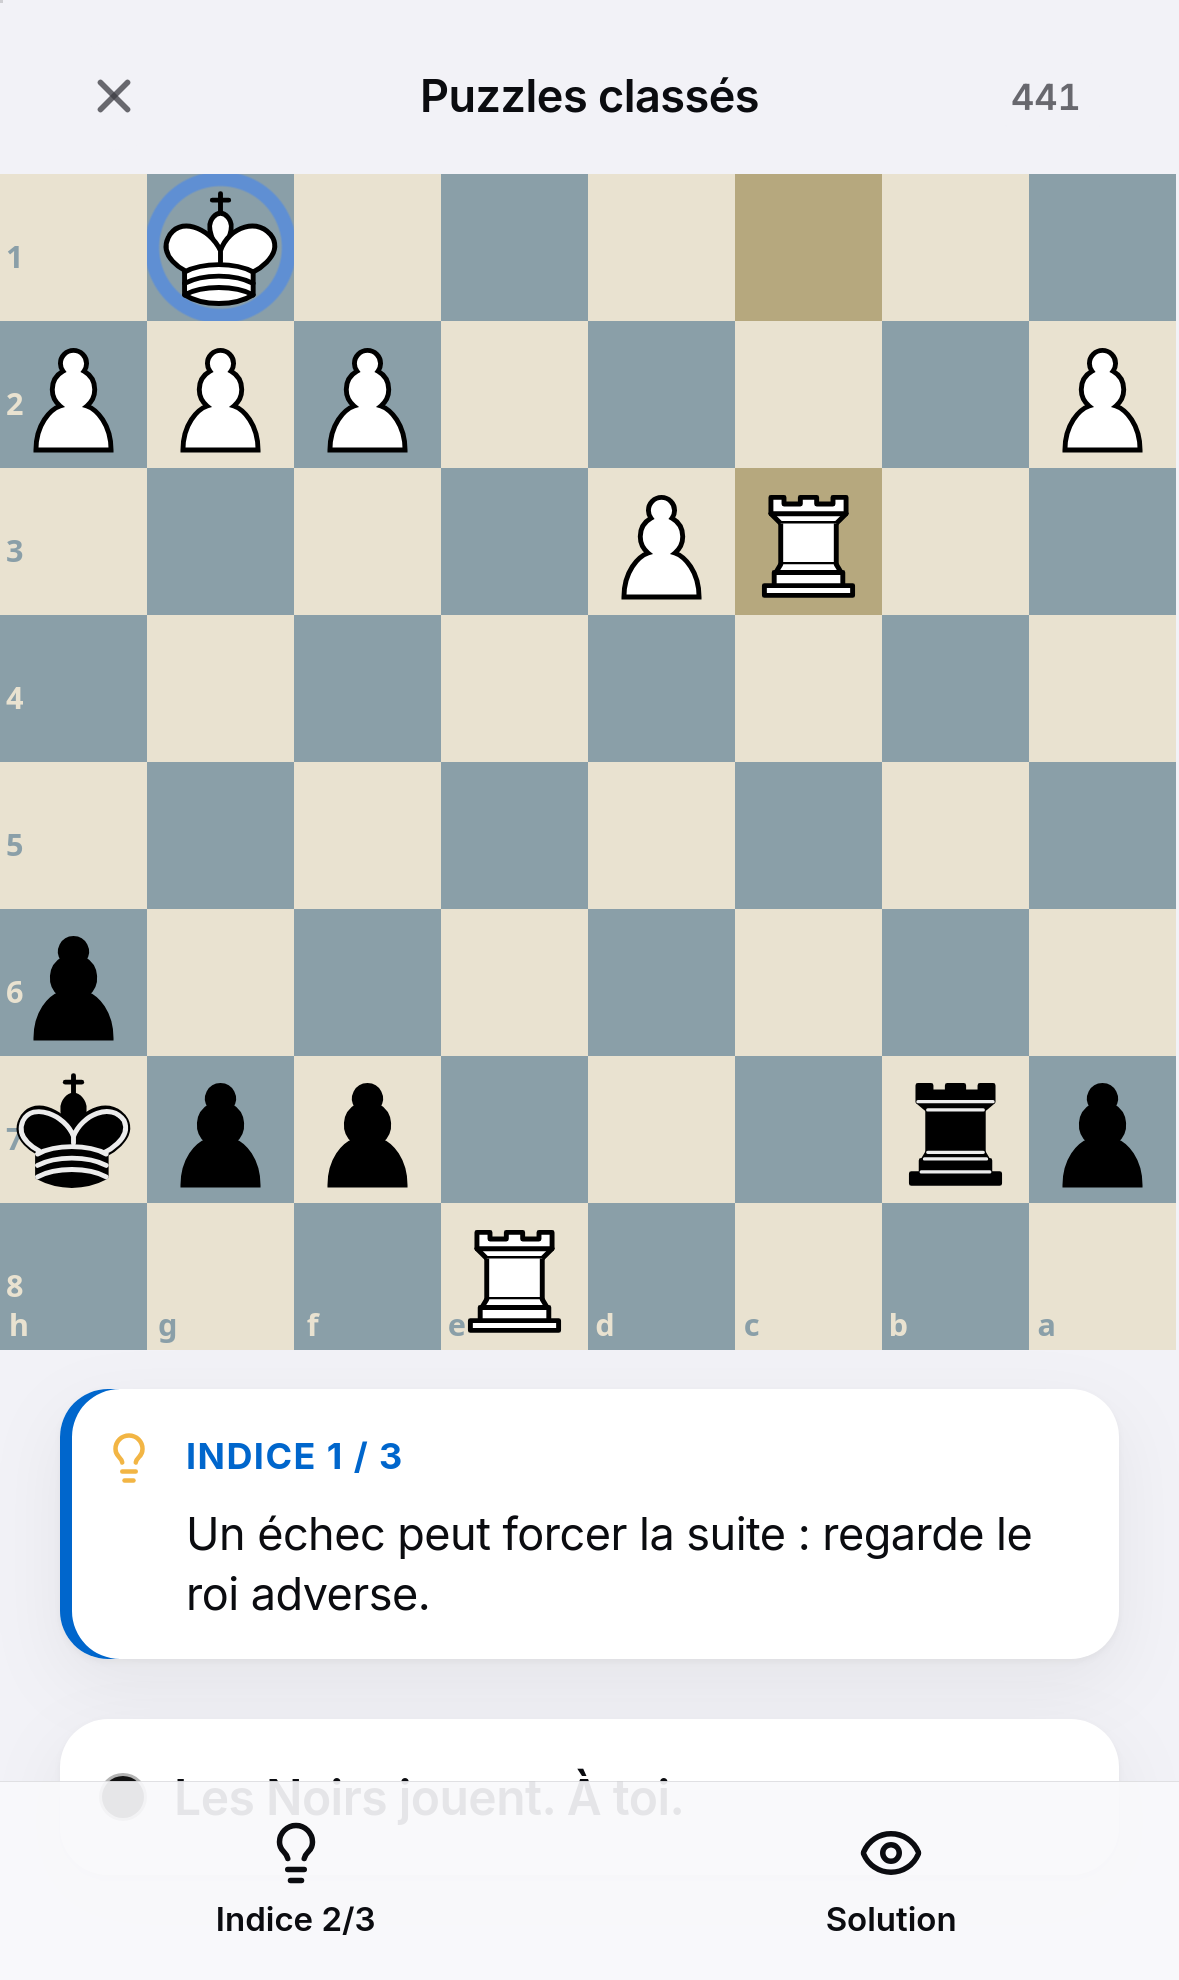 Puzzles classés
441
1
2
3
4
5
6
7
8
h g f e d c b a
INDICE 1 / 3
Un échec peut forcer la suite : regarde le
roi adverse.
Les Noirs jouent. À toi.
Indice 2/3
Solution